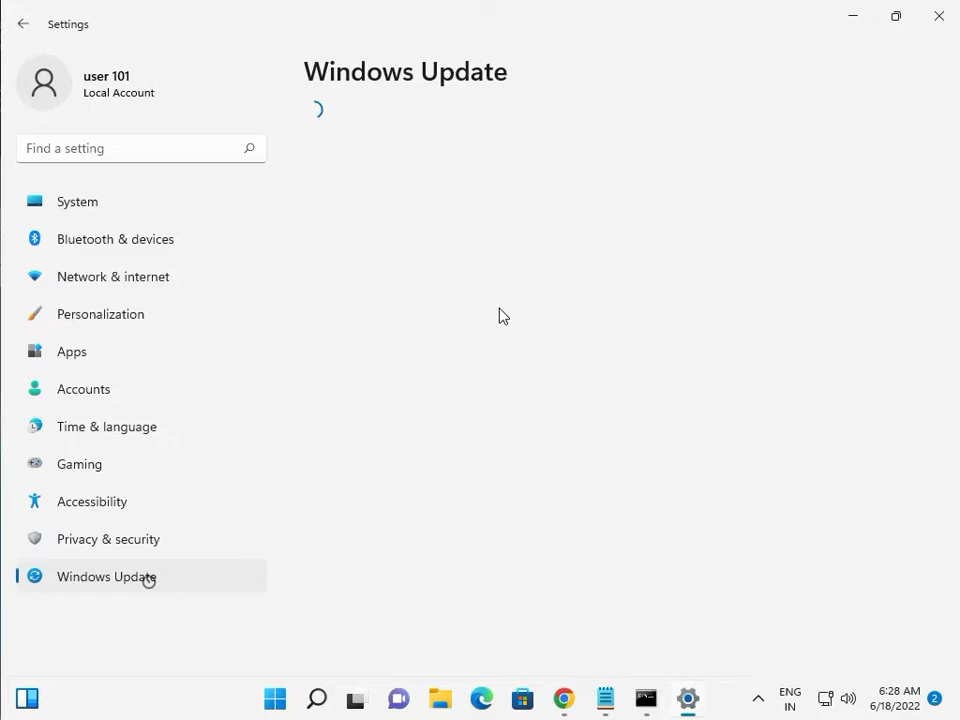 Settings
user 101
Local Account
Find a setting
System
Bluetooth & devices
Network & internet
Personalization
Apps
Accounts
Time & language
Gaming
Accessibility
Privacy & security
Windows Update
Windows Update
ENG
IN
6:28 AM
6/18/2022
2